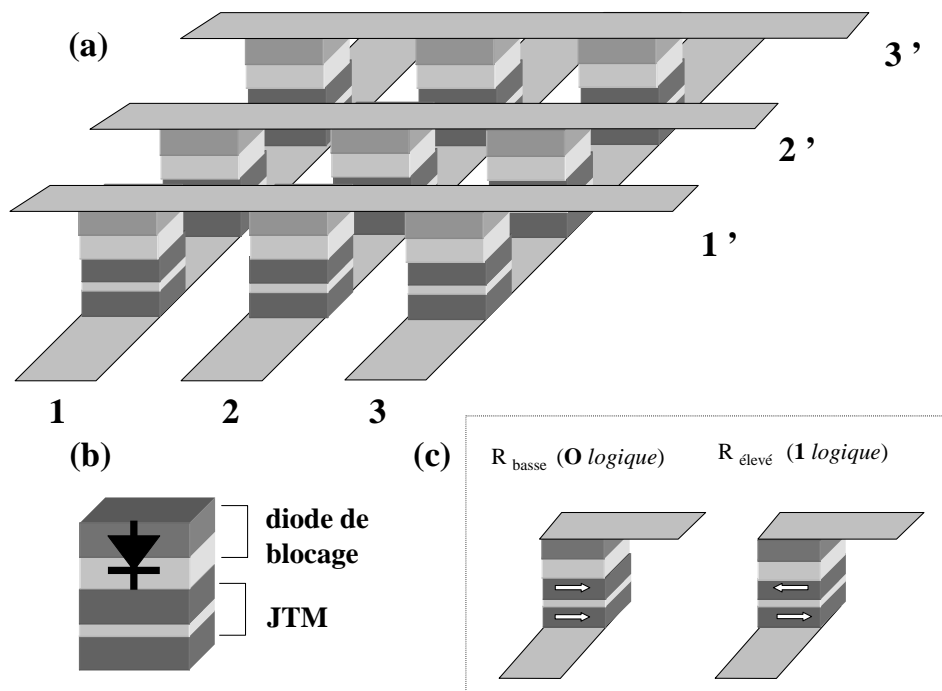 (a)
3 ’
2 ’
1 ’
1 2 3
(b)
diode de
blocage
JTM
(c)
R basse (O logique)
R élevé (1 logique)